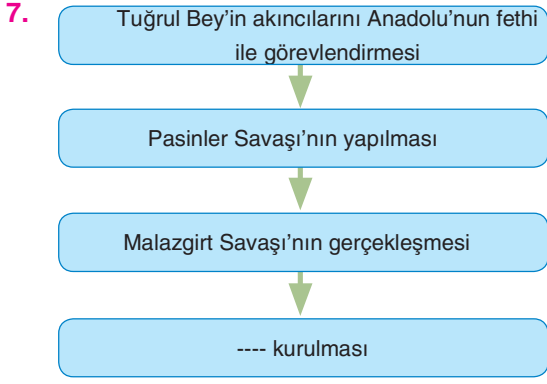 7.
Tuğrul Bey’in akıncılarını Anadolu’nun fethi
ile görevlendirmesi
Pasinler Savaşı’nın yapılması
Malazgirt Savaşı’nın gerçekleşmesi
---- kurulması